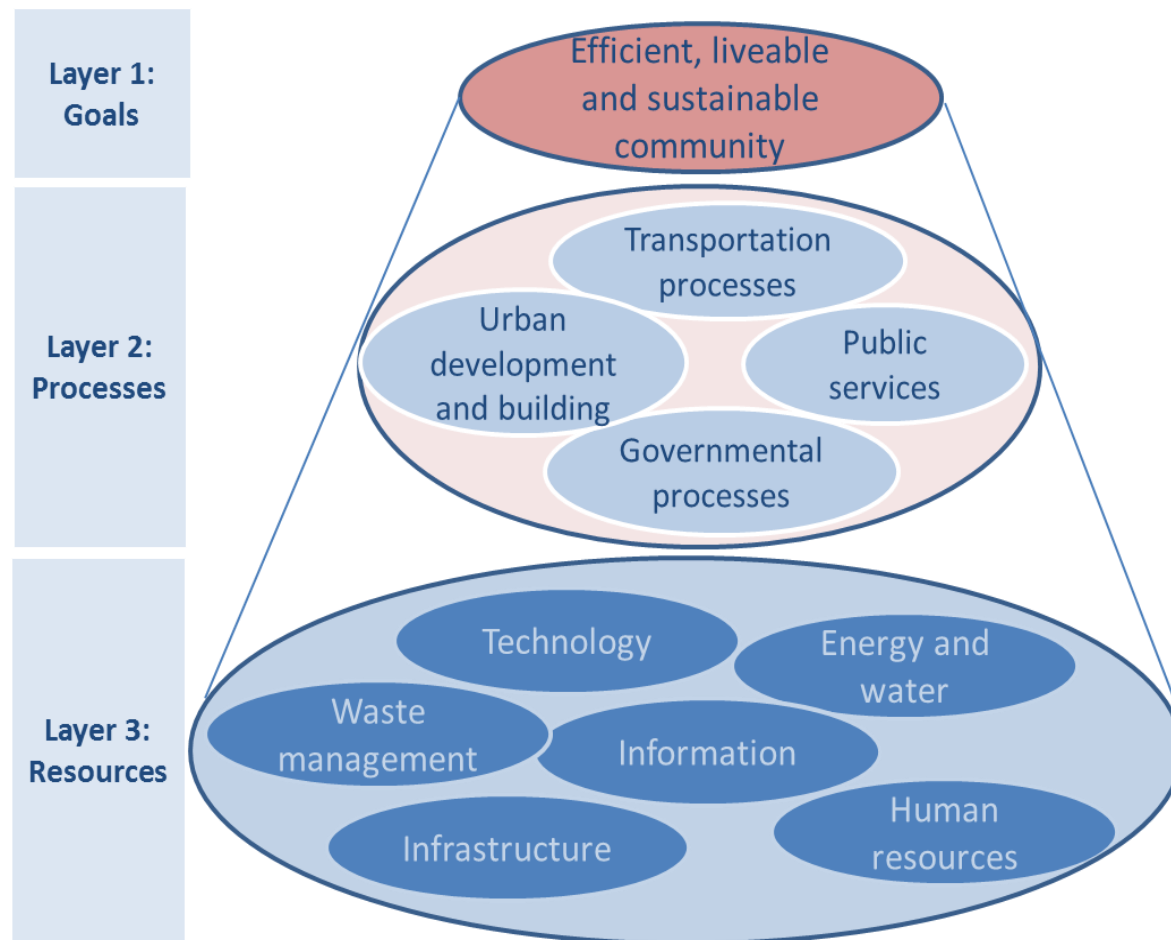 Layer 1:
Goals
Efficient, liveable
and sustainable
community
Layer 2:
Processes
Transportation
processes
Urban
development
and building
Public
services
Governmental
processes
Layer 3:
Resources
Technology
Energy and
water
Waste
management
Information
Infrastructure
Human
resources